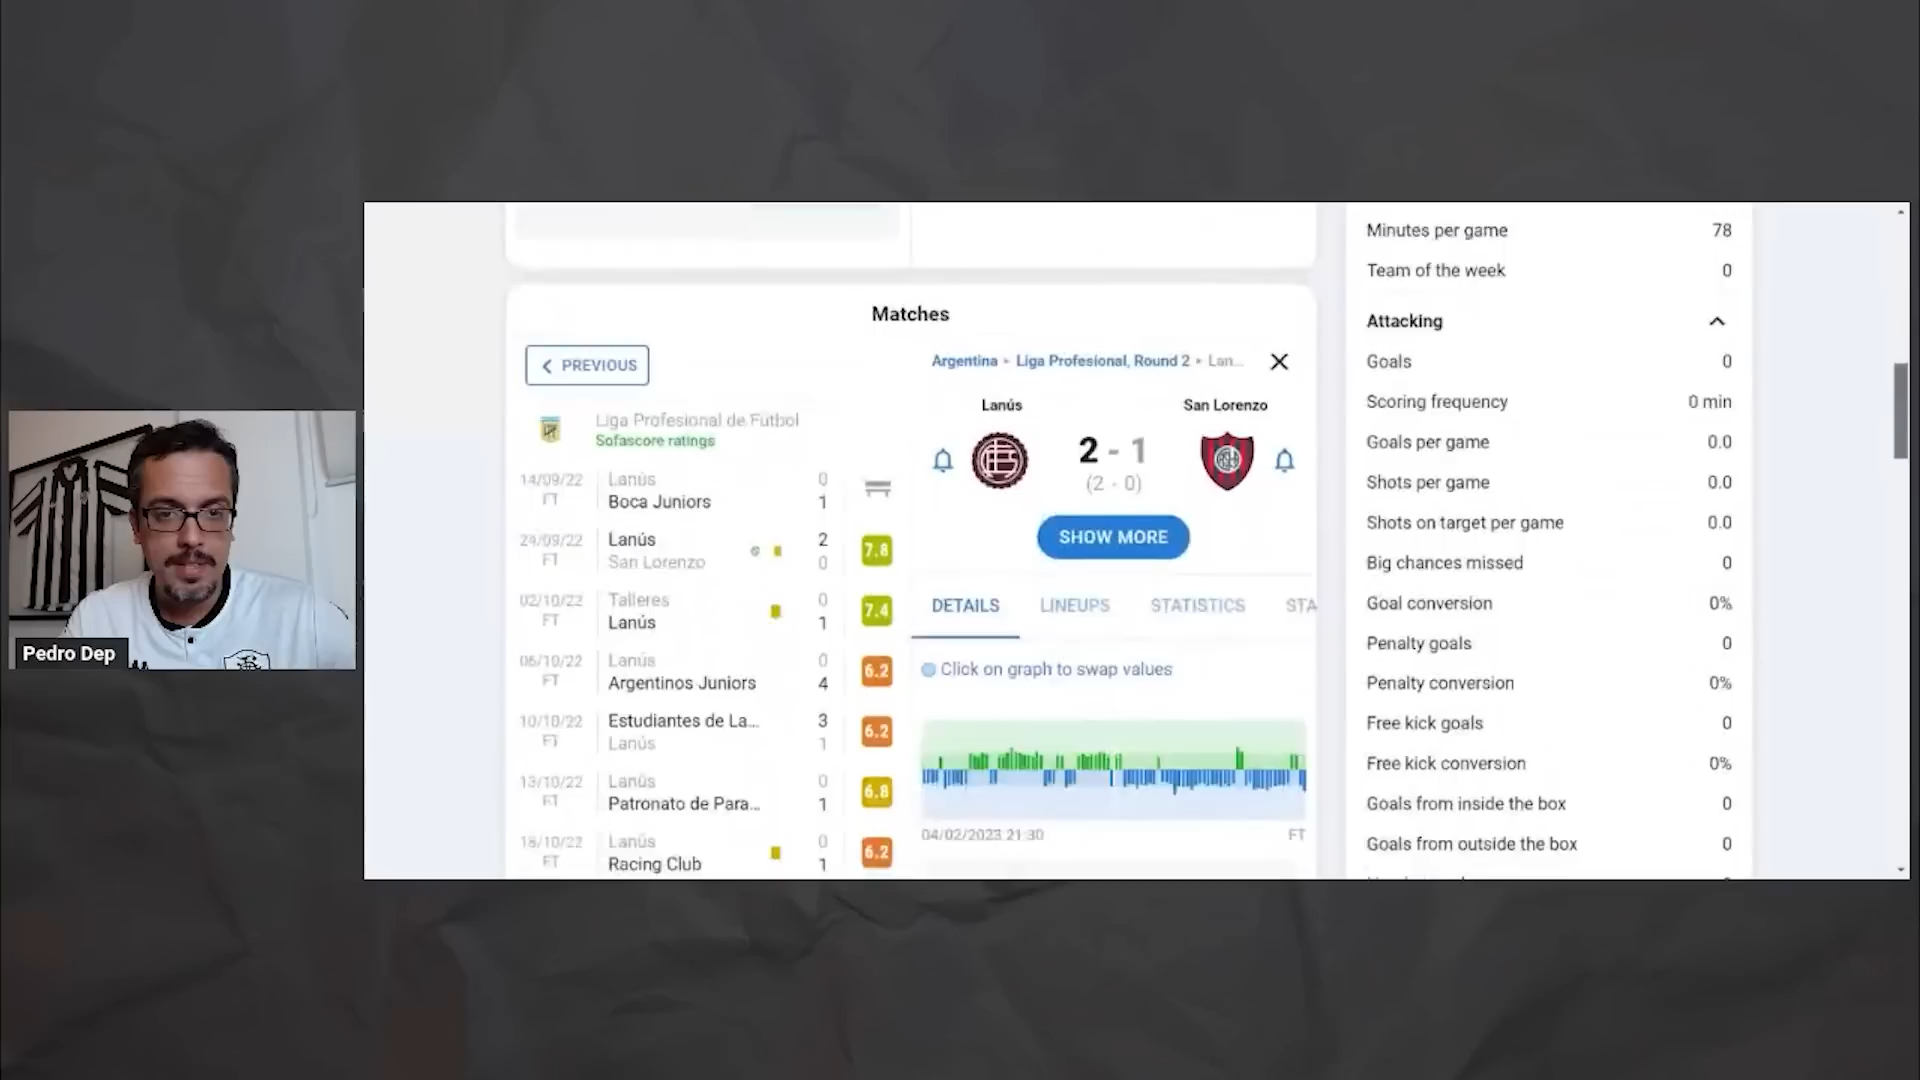 Minutes per game 78
Team of the week 0
Matches
Attacking
PREVIOUS
Argentina • Liga Profesional, Round 2 • Lan...
Goals 0
Liga Profesional de Fútbol
Sofascore ratings
Lanús
San Lorenzo
Scoring frequency 0 min
2 - 1
(2 - 0)
Goals per game 0.0
14/09/22 Lanús 0
FT Boca Juniors 1
Shots per game 0.0
24/09/22 Lanús 2
FT San Lorenzo 0
7.8
SHOW MORE
Shots on target per game 0.0
Big chances missed 0
02/10/22 Talleres 0
FT Lanús 1
7.4
DETAILS LINEUPS STATISTICS STA
Goal conversion 0%
Penalty goals 0
Pedro Dep
06/10/22 Lanús 0
FT Argentinos Juniors 4
6.2
Click on graph to swap values
Penalty conversion 0%
10/10/22 Estudiantes de La... 3
FT Lanús 1
6.2
Free kick goals 0
Free kick conversion 0%
13/10/22 Lanús 0
FT Patronato de Para... 1
6.8
Goals from inside the box 0
04/02/2023 21:30 FT
Goals from outside the box 0
18/10/22 Lanús 0
FT Racing Club 1
6.2